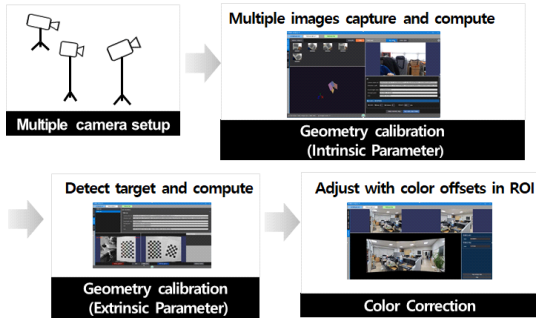 Multiple camera setup
Multiple images capture and compute
Geometry calibration
(Intrinsic Parameter)
Detect target and compute
Geometry calibration
(Extrinsic Parameter)
Adjust with color offsets in ROI
Color Correction